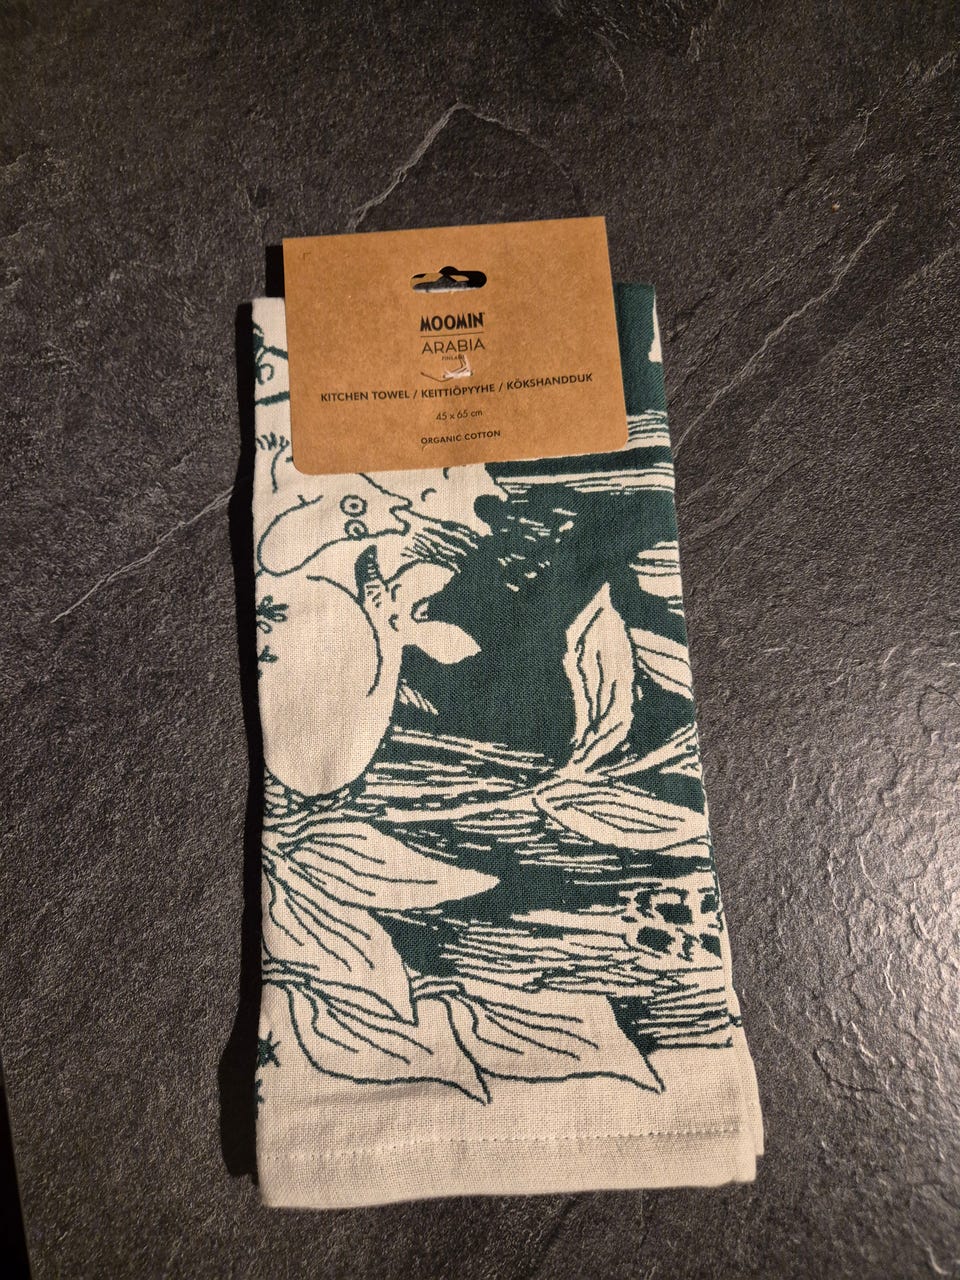 MOOMIN
ARABIA
FINLAND
KITCHEN TOWEL / KEITTIÖPYYHE / KÖKSHANDDUK
45 x 65 cm
ORGANIC COTTON